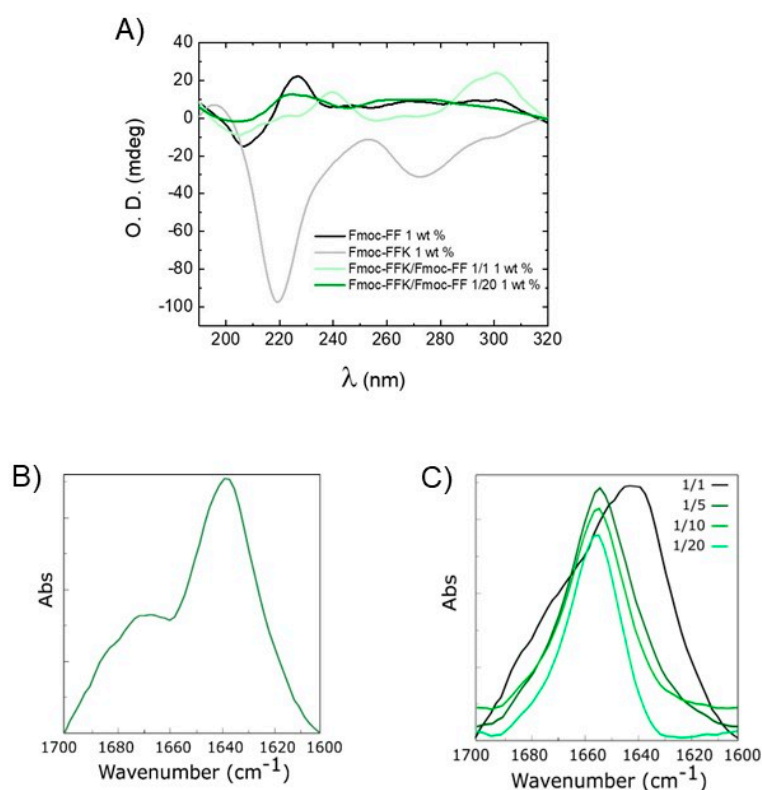 A)
40
20
0
-20
-40
-60
-80
-100
O. D. (mdeg)
Fmoc-FF 1 wt %
Fmoc-FFK 1 wt %
Fmoc-FFK/Fmoc-FF 1/1 1 wt %
Fmoc-FFK/Fmoc-FF 1/20 1 wt %
200 220 240 260 280 300 320
λ (nm)
B)
Abs
1700 1680 1660 1640 1620 1600
Wavenumber (cm⁻¹)
C)
1/1
1/5
1/10
1/20
Abs
1700 1680 1660 1640 1620 1600
Wavenumber (cm⁻¹)